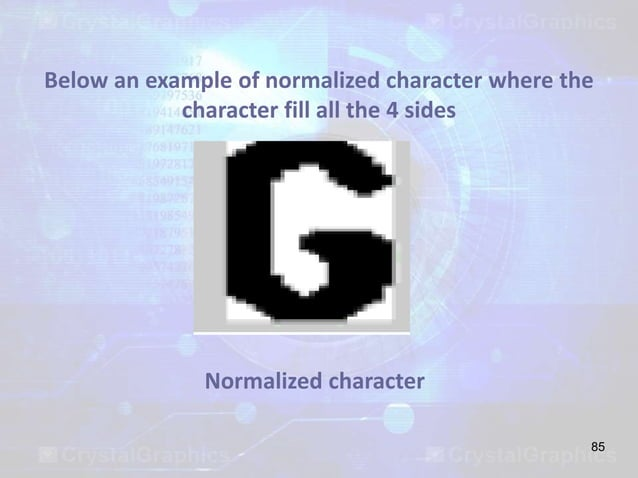 CrystalGraphics CrystalGraphics
Below an example of normalized character where the
character fill all the 4 sides
G
Normalized character
85
CrystalGraphics CrystalGraphics